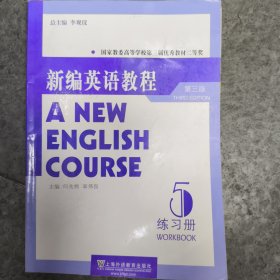 总主编 李观仪
国家教委高等学校第二届优秀教材二等奖
新编英语教程
第三版
THIRD EDITION
A NEW
ENGLISH
COURSE
主编
5
练习册
WORKBOOK
上海外语教育出版社